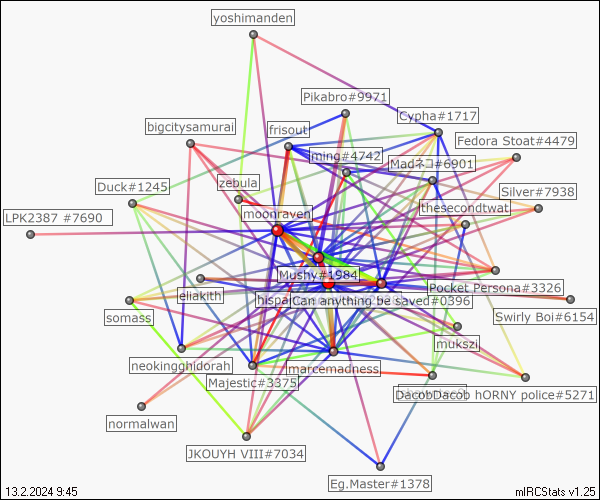 yoshimanden
Pikabro#9971
Cypha#1717
bigcitysamurai
frisout
Fedora Stoat#4479
ming#4742
Madネコ#6901
zebula
Duck#1245
Silver#7938
moonraven
thesecondtwat
LPK2387 #7690
Mushy#1984
Pocket Persona#3326
eliakith
hispa
Can anything be saved#0396
somass
Swirly Boi#6154
mukszi
neokingghidorah
marcemadness
Majestic#3375
DacobDacob hORNY police#5271
normalwan
JKOUYH VIII#7034
Eg.Master#1378
13.2.2024 9:45
mIRCStats v1.25